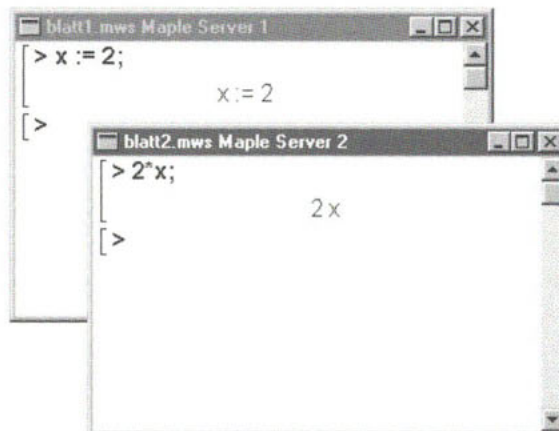 blatt1.mws Maple Server 1
> x := 2;
x := 2
>
blatt2.mws Maple Server 2
> 2*x;
2 x
>